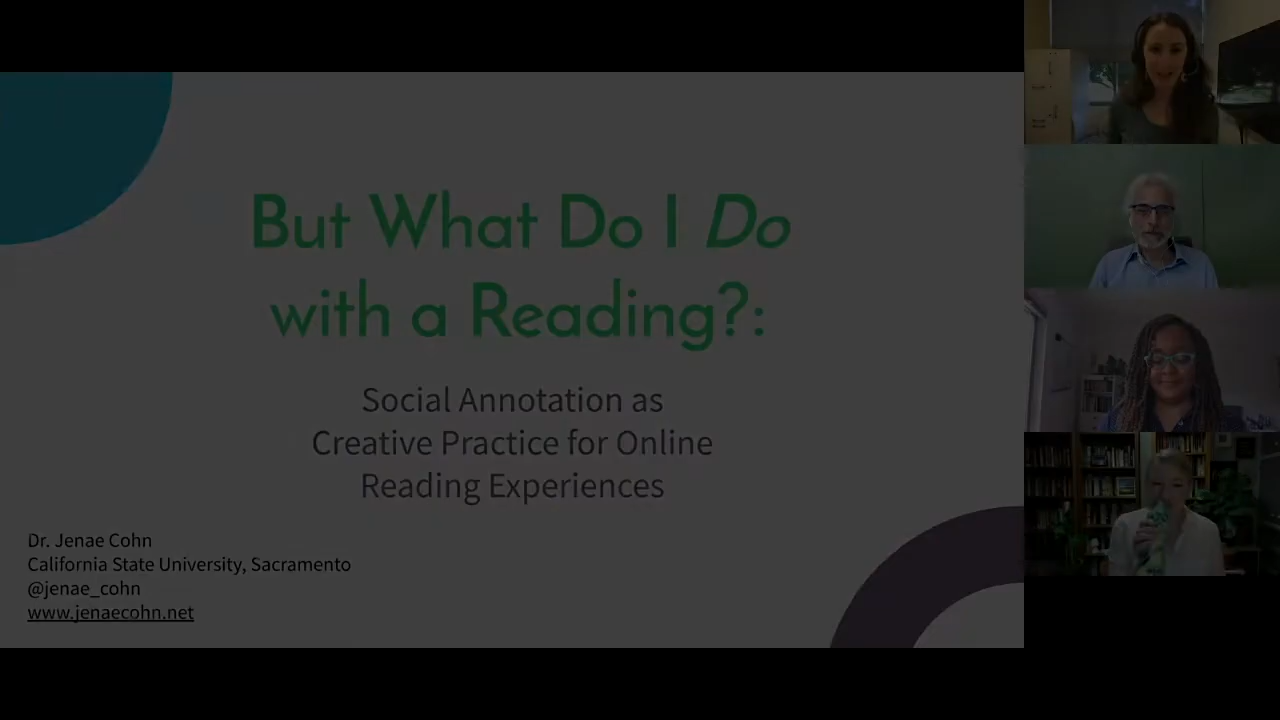 But What Do I Do
with a Reading?:
Social Annotation as
Creative Practice for Online
Reading Experiences
Dr. Jenae Cohn
California State University, Sacramento
@jenae_cohn
www.jenaecohn.net